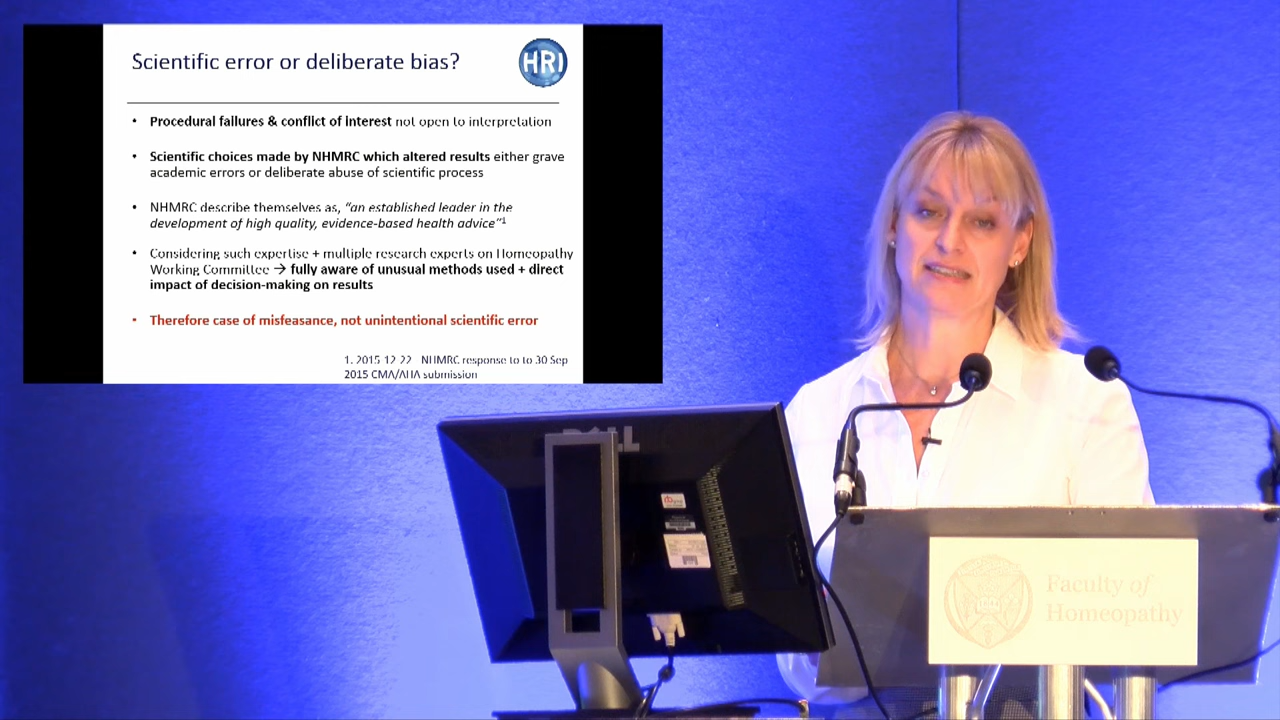 Scientific error or deliberate bias?
HRI
• Procedural failures & conflict of interest not open to interpretation
• Scientific choices made by NHMRC which altered results either grave
academic errors or deliberate abuse of scientific process
• NHMRC describe themselves as, “an established leader in the
development of high quality, evidence-based health advice”1
• Considering such expertise + multiple research experts on Homeopathy
Working Committee → fully aware of unusual methods used + direct
impact of decision-making on results
• Therefore case of misfeasance, not unintentional scientific error
1. 2015 12 22 NHMRC response to to 30 Sep
2015 CMA/AHA submission
DELL
Faculty of
Homeopathy